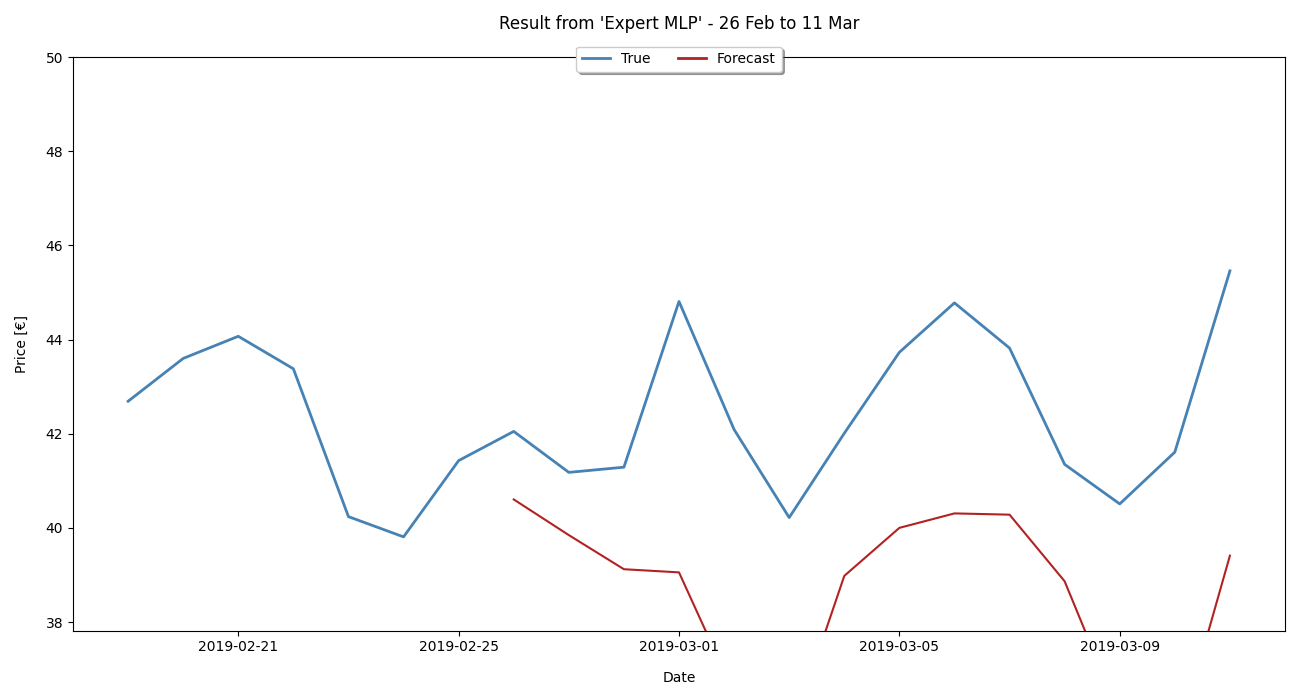 Result from 'Expert MLP' - 26 Feb to 11 Mar
True Forecast
50
48
46
44
42
40
38
Price [€]
2019-02-21 2019-02-25 2019-03-01 2019-03-05 2019-03-09
Date